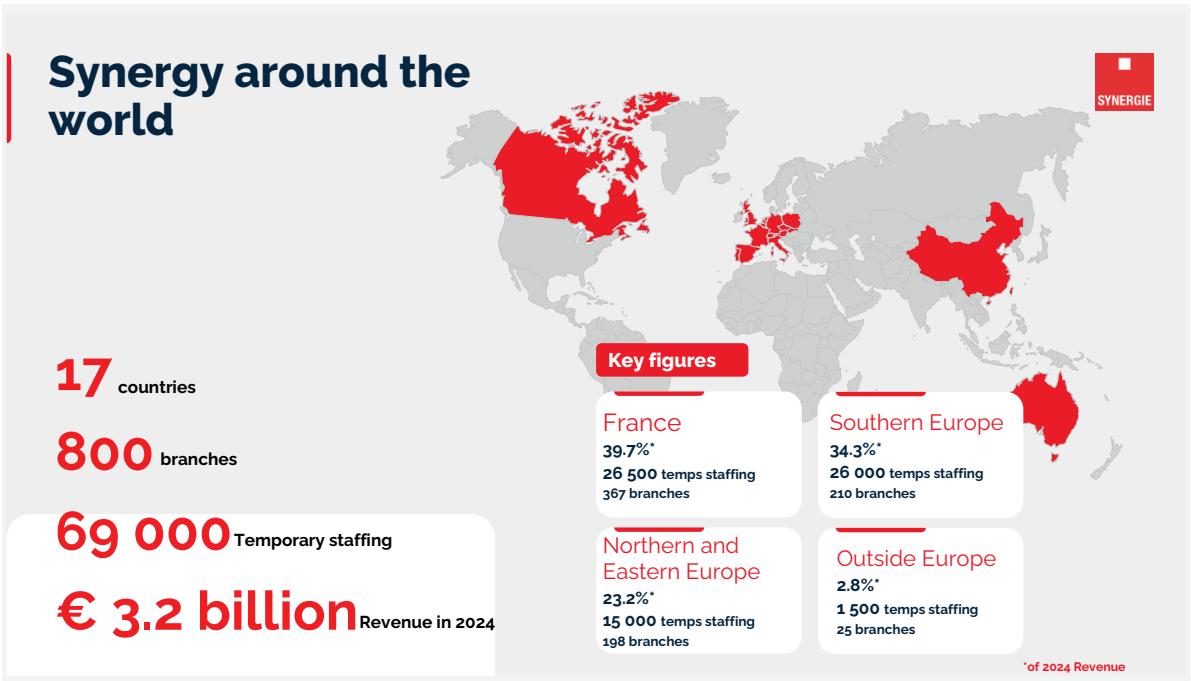 Synergy around the
world
SYNERGIE
17 countries
800 branches
69 000 Temporary staffing
€ 3.2 billion Revenue in 2024
Key figures
France
39.7%*
26 500 temps staffing
367 branches
Southern Europe
34.3%*
26 000 temps staffing
210 branches
Northern and
Eastern Europe
23.2%*
15 000 temps staffing
198 branches
Outside Europe
2.8%*
1 500 temps staffing
25 branches
*of 2024 Revenue